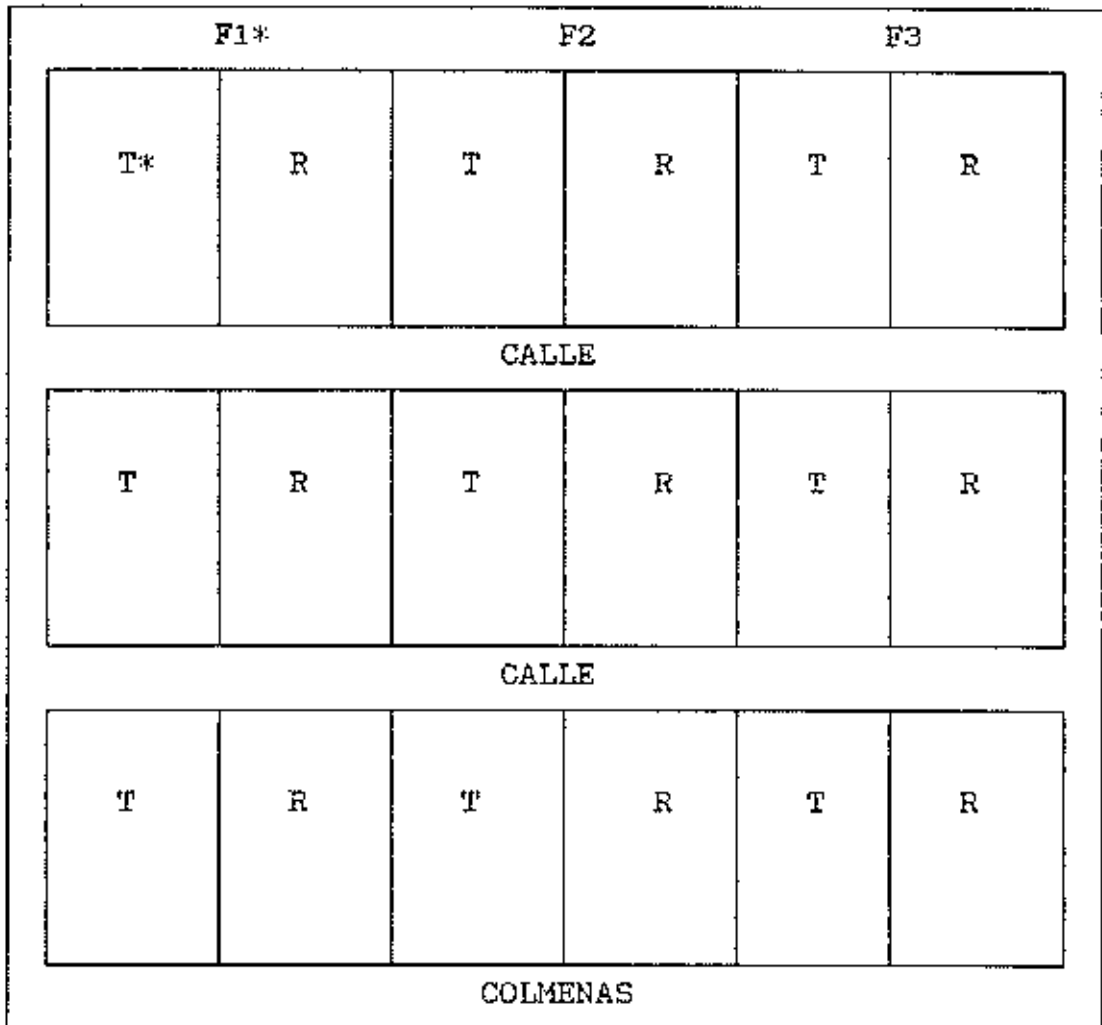 F1* F2 F3
T* R T R T R
CALLE
T R T R T R
CALLE
T R T R T R
COLMENAS